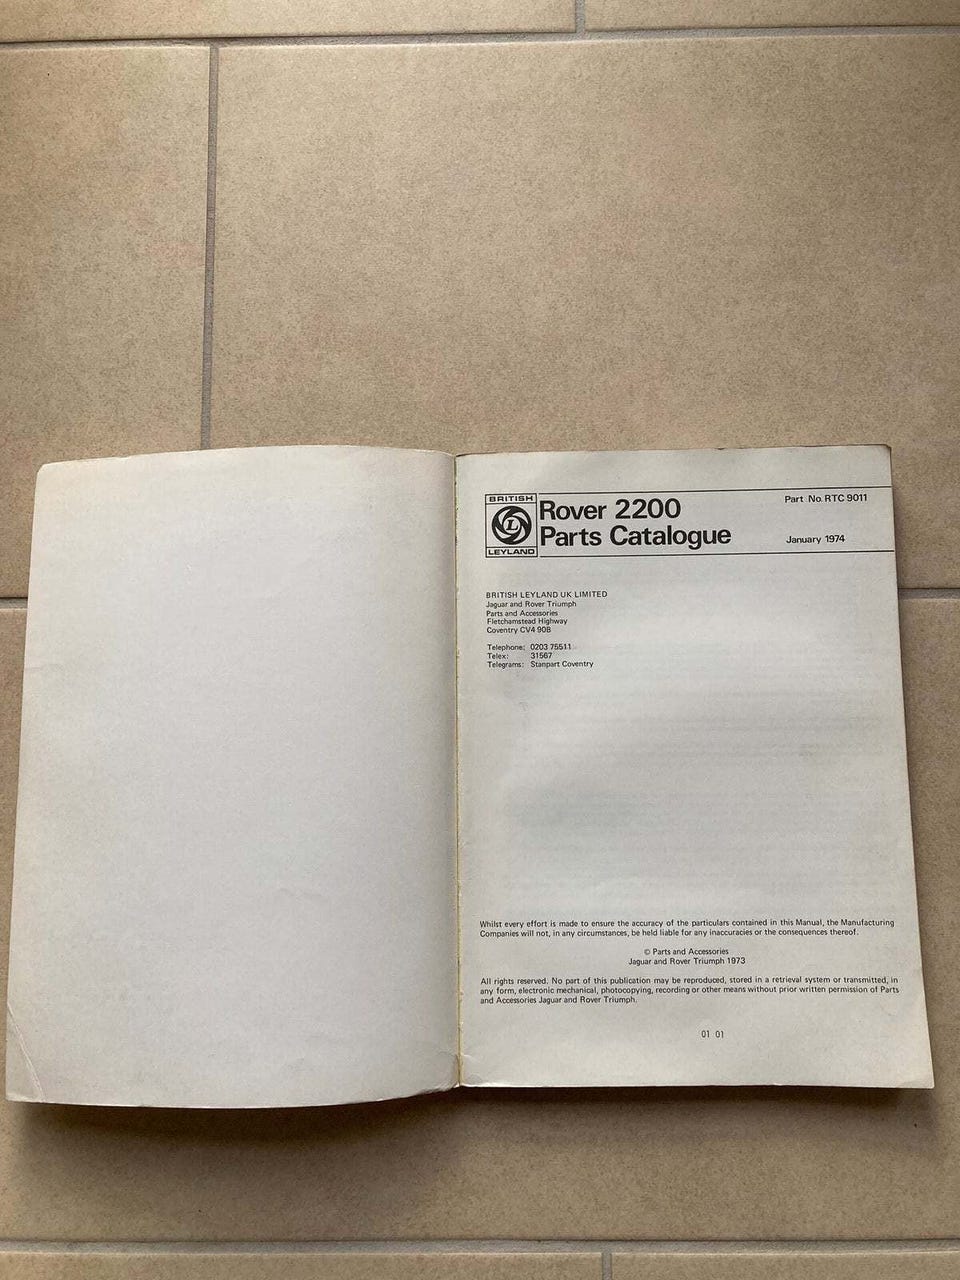 BRITISH
L
LEYLAND
Rover 2200
Parts Catalogue
Part No. RTC 9011
January 1974
BRITISH LEYLAND UK LIMITED
Jaguar and Rover Triumph
Parts and Accessories
Fletchamstead Highway
Coventry CV4 90B
Telephone: 0203 75511
Telex: 31567
Telegrams: Stanpart Coventry
Whilst every effort is made to ensure the accuracy of the particulars contained in this Manual, the Manufacturing
Companies will not, in any circumstances, be held liable for any inaccuracies or the consequences thereof.
© Parts and Accessories
Jaguar and Rover Triumph 1973
All rights reserved. No part of this publication may be reproduced, stored in a retrieval system or transmitted, in
any form, electronic mechanical, photocopying, recording or other means without prior written permission of Parts
and Accessories Jaguar and Rover Triumph.
01 01